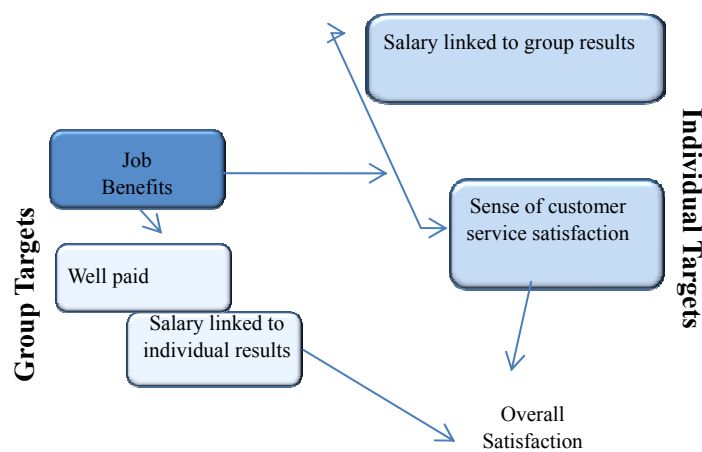 Salary linked to group results
Job
Benefits
Sense of customer
service satisfaction
Well paid
Salary linked to
individual results
Overall
Satisfaction
Group Targets
Individual Targets